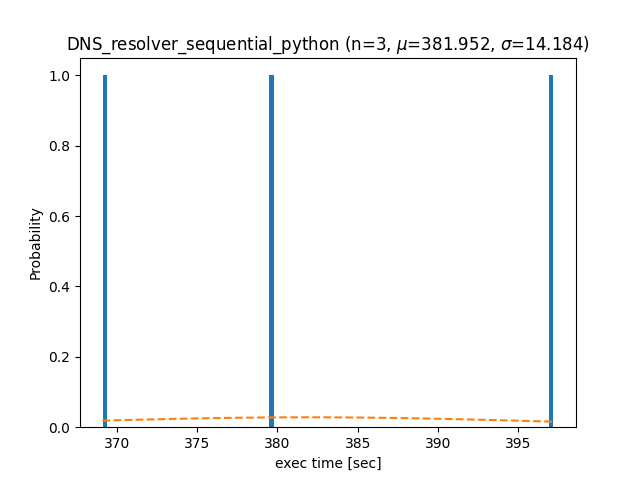 DNS_resolver_sequential_python (n=3, μ=381.952, σ=14.184)
1.0
0.8
0.6
0.4
0.2
0.0
Probability
370 375 380 385 390 395
exec time [sec]